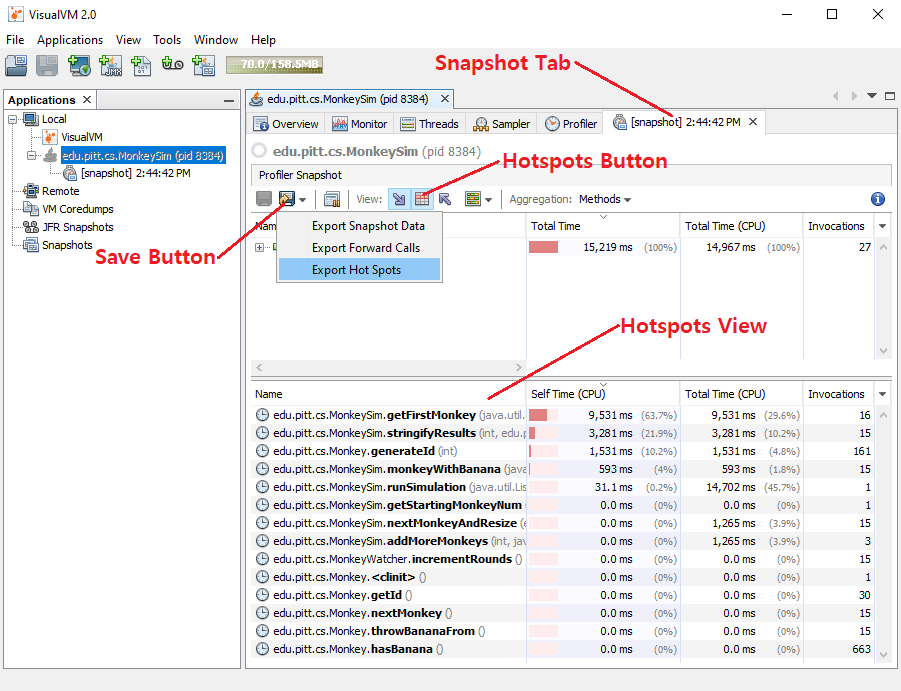 VisualVM 2.0
File Applications View Tools Window Help
70.0/158.5MB
Snapshot Tab
Applications
edu.pitt.cs.MonkeySim (pid 8384)
Local
VisualVM
edu.pitt.cs.MonkeySim (pid 8384)
[snapshot] 2:44:42 PM
Remote
VM Coredumps
JFR Snapshots
Snapshots
Overview Monitor Threads Sampler Profiler [snapshot] 2:44:42 PM
edu.pitt.cs.MonkeySim (pid 8384)
Hotspots Button
Profiler Snapshot
View: Aggregation: Methods
Save Button
Export Snapshot Data
Export Forward Calls
Export Hot Spots
Nam Total Time Total Time (CPU) Invocations
15,219 ms (100%) 14,967 ms (100%) 27
Hotspots View
Name Self Time (CPU) Total Time (CPU) Invocations
edu.pitt.cs.MonkeySim.getFirstMonkey (java.util. 9,531 ms (63.7%) 9,531 ms (29.6%) 16
edu.pitt.cs.MonkeySim.stringifyResults (int, edu.p 3,281 ms (21.9%) 3,281 ms (10.2%) 15
edu.pitt.cs.Monkey.generateId (int) 1,531 ms (10.2%) 1,531 ms (4.8%) 161
edu.pitt.cs.MonkeySim.monkeyWithBanana (java 593 ms (4%) 593 ms (1.8%) 15
edu.pitt.cs.MonkeySim.runSimulation (java.util.Lis 31.1 ms (0.2%) 14,702 ms (45.7%) 1
edu.pitt.cs.MonkeySim.getStartingMonkeyNum 0.0 ms (0%) 0.0 ms (0%) 1
edu.pitt.cs.MonkeySim.nextMonkeyAndResize (e 0.0 ms (0%) 1,265 ms (3.9%) 15
edu.pitt.cs.MonkeySim.addMoreMonkeys (int, jav 0.0 ms (0%) 1,265 ms (3.9%) 3
edu.pitt.cs.MonkeyWatcher.incrementRounds () 0.0 ms (0%) 0.0 ms (0%) 15
edu.pitt.cs.Monkey.<clinit> () 0.0 ms (0%) 0.0 ms (0%) 1
edu.pitt.cs.Monkey.getId () 0.0 ms (0%) 0.0 ms (0%) 30
edu.pitt.cs.Monkey.nextMonkey () 0.0 ms (0%) 0.0 ms (0%) 15
edu.pitt.cs.Monkey.throwBananaFrom () 0.0 ms (0%) 0.0 ms (0%) 15
edu.pitt.cs.Monkey.hasBanana () 0.0 ms (0%) 0.0 ms (0%) 663